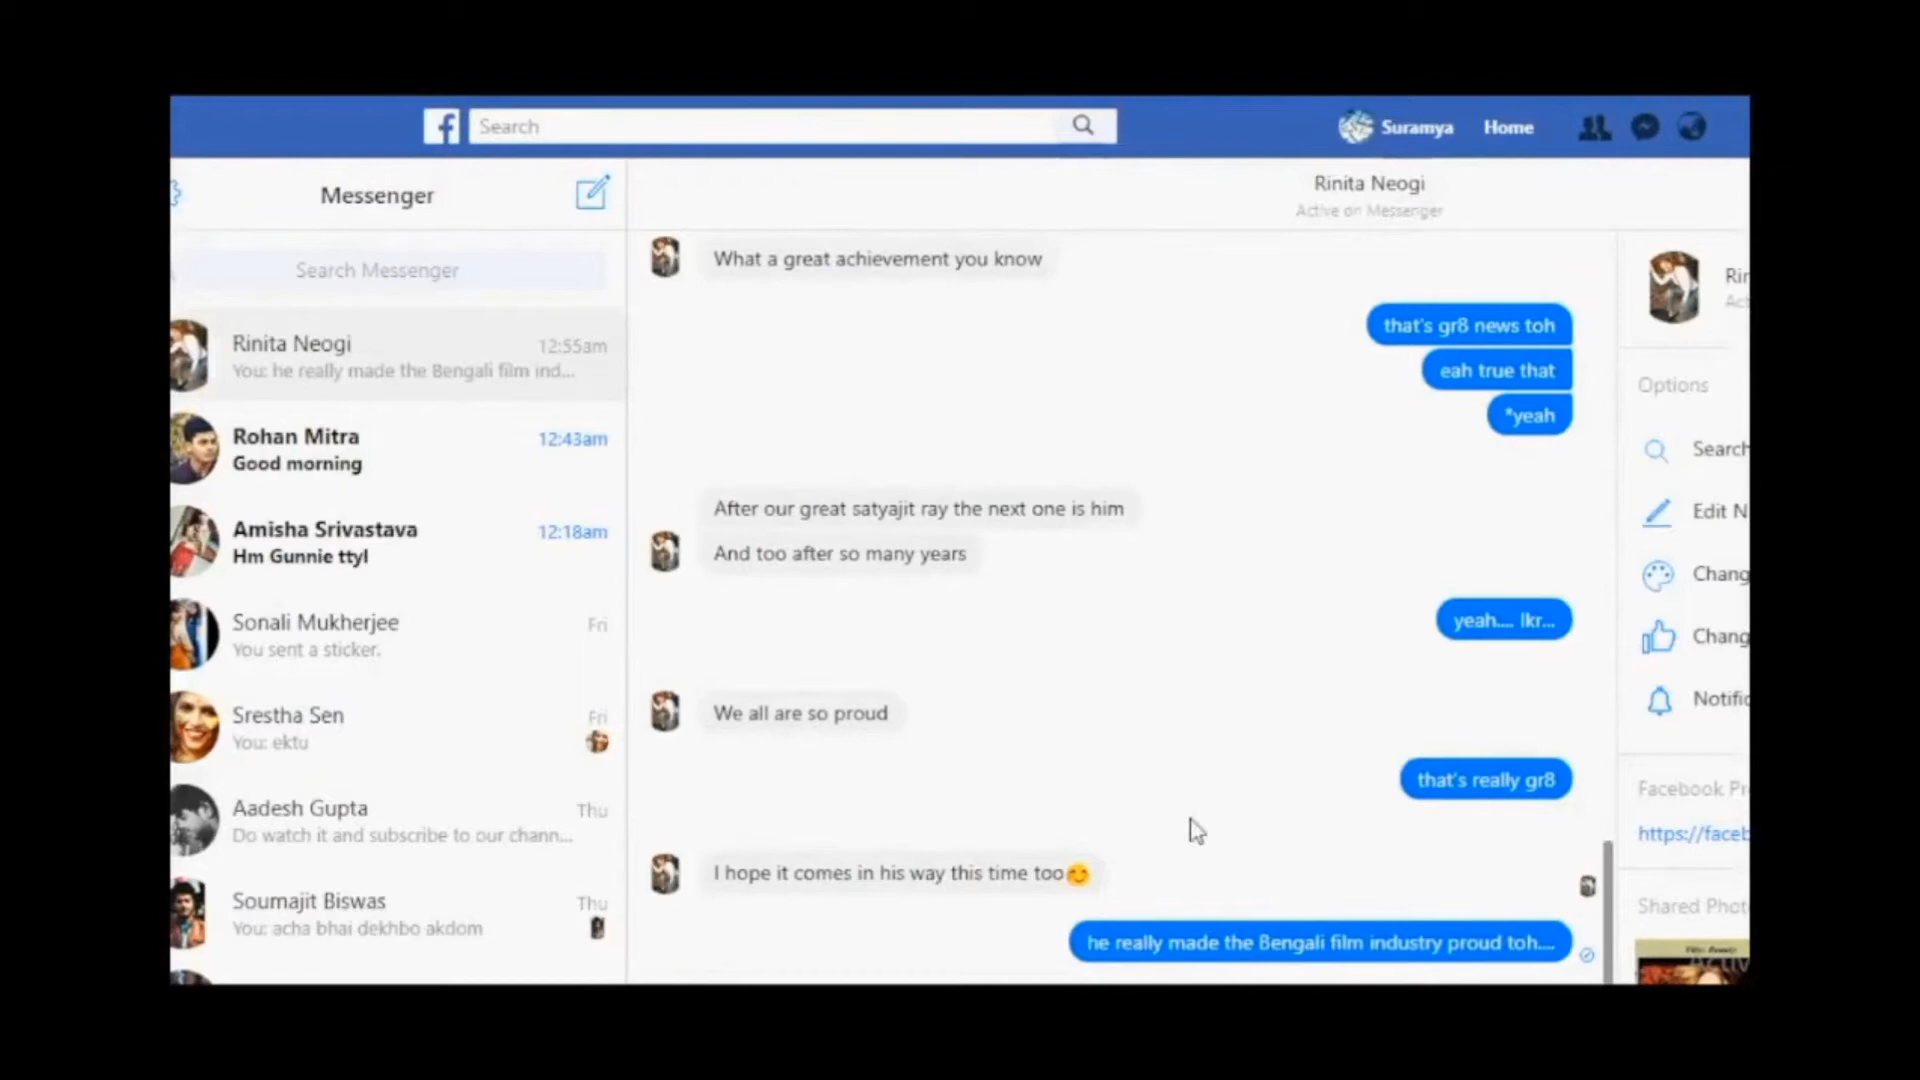 Search
Suramya
Home
Messenger
Rinita Neogi
Active on Messenger
Search Messenger
Rinita Neogi
12:55am
You: he really made the Bengali film ind...
Rohan Mitra
12:43am
Good morning
Amisha Srivastava
12:18am
Hm Gunnie ttyl
Sonali Mukherjee
Fri
You sent a sticker.
Srestha Sen
Fri
You: ektu
Aadesh Gupta
Thu
Do watch it and subscribe to our chann...
Soumajit Biswas
Thu
You: acha bhai dekhbo akdom
What a great achievement you know
that's gr8 news toh
eah true that
*yeah
After our great satyajit ray the next one is him
And too after so many years
yeah.... Ikr...
We all are so proud
that's really gr8
I hope it comes in his way this time too😊
he really made the Bengali film industry proud toh....
Rin
Act
Options
Search
Edit N
Chang
Chang
Notific
Facebook Pr
https://faceb
Shared Phot